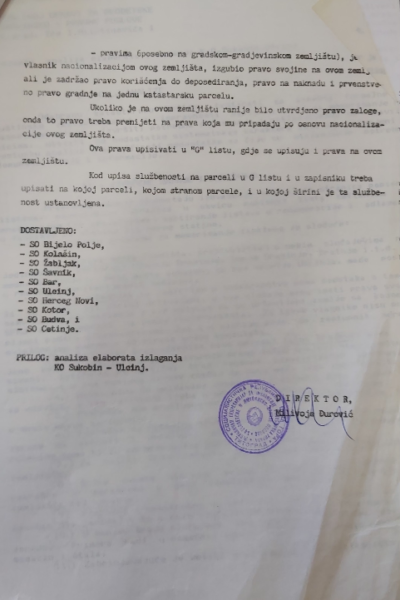 - pravima (posebno na gradskom-gradjevinskom zemljištu), je
vlasnik nacionalizacijom ovog zemljišta, izgubio pravo svojine na ovom zemlj.
ali je zadržao pravo korišćenja do deposediranja, pravo na naknadu i prvenstve-
no pravo gradnje na jednu katastarsku parcelu.
Ukoliko je na ovom zemljištu ranije bilo utvrdjeno pravo zaloge,
onda to pravo treba prenijeti na prava koja mu pripadaju po osnovu nacionaliza-
cije ovog zemljišta.
Ova prava upisivati u "G" listu, gdje se upisuju i prava na ovom
zemljištu.
Kod upisa službenosti na parceli u G listu i u zapisniku treba
upisati na kojoj parceli, kojom stranom parcele, i u kojoj širini je ta službe-
nost ustanovljena.
DOSTAVLJENO:
- SO Bijelo Polje,
- SO Kolašin,
- SO Žabljak,
- SO Šavnik,
- SO Bar,
- SO Ulcinj,
- SO Herceg Novi,
- SO Kotor,
- SO Budva, i
- SO Cetinje.
PRILOG: analiza elaborata izlaganja
KO Sukobin - Ulcinj.
D I R E K T O R,
Milivoje Đurović